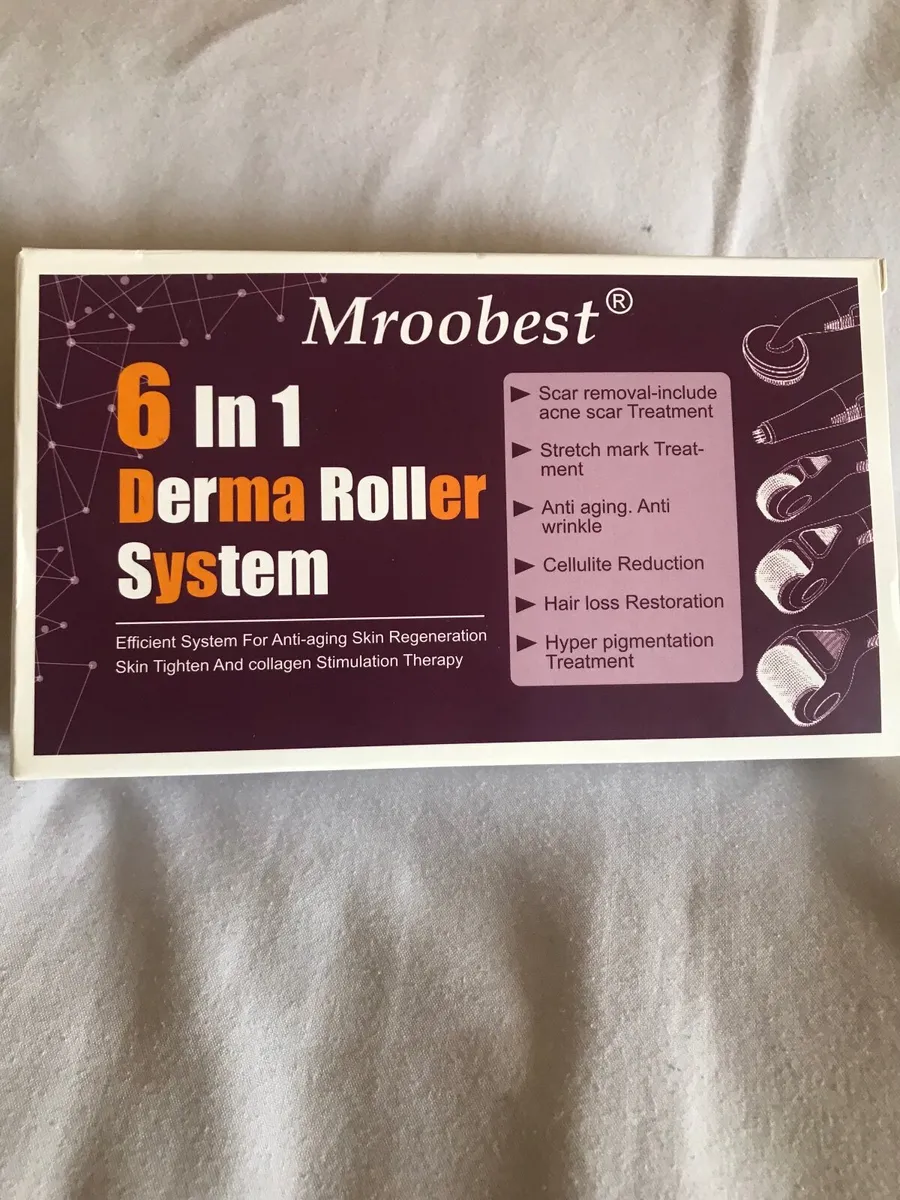 Mroobest®
6 In 1
Derma Roller
System
Efficient System For Anti-aging Skin Regeneration
Skin Tighten And collagen Stimulation Therapy
Scar removal-include
acne scar Treatment
Stretch mark Treat-
ment
Anti aging. Anti
wrinkle
Cellulite Reduction
Hair loss Restoration
Hyper pigmentation
Treatment